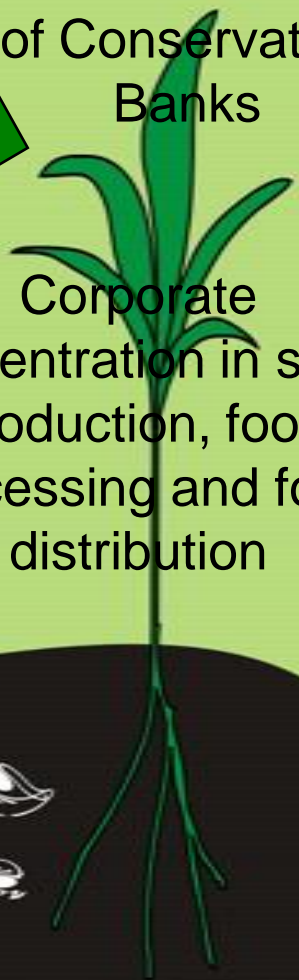 of Conservat
Banks
Corporate
entration in s
oduction, foo
cessing and fo
distribution